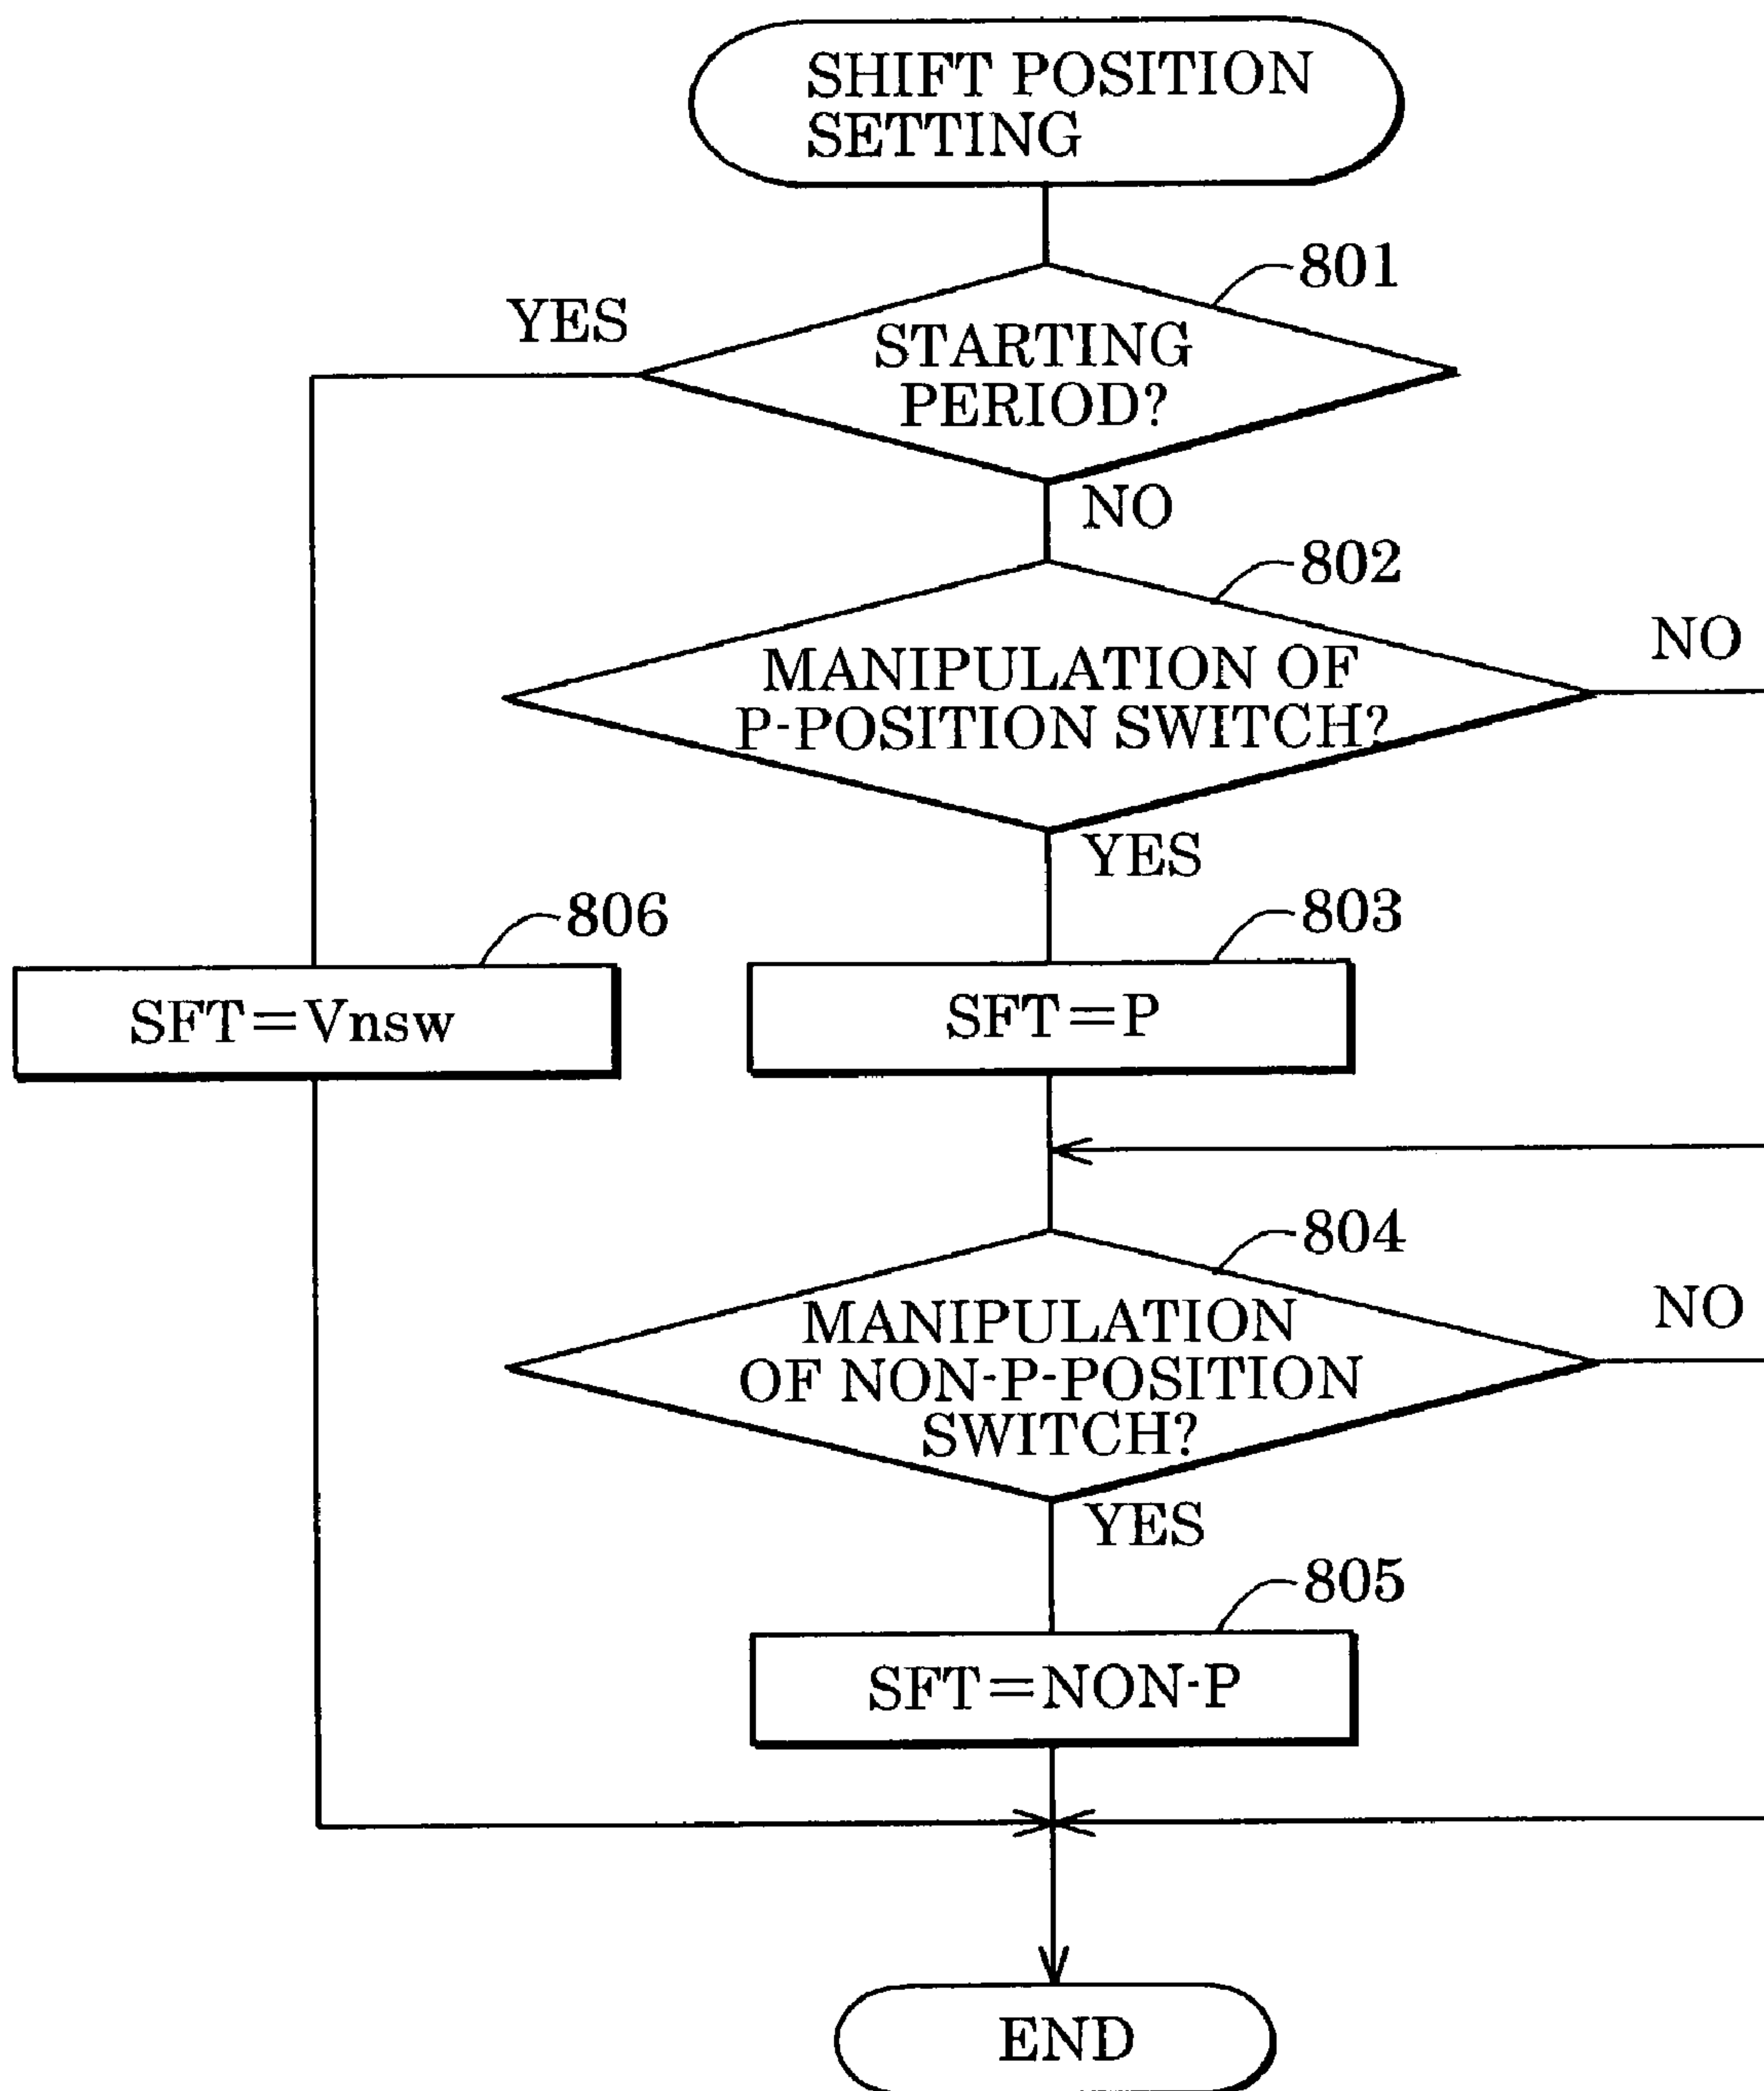 SHIFT POSITION
SETTING
801
YES
STARTING
PERIOD?
NO
802
NO
MANIPULATION OF
P-POSITION SWITCH?
YES
806
803
SFT=Vnsw
SFT=P
804
NO
MANIPULATION
OF NON-P-POSITION
SWITCH?
YES
805
SFT=NON-P
END